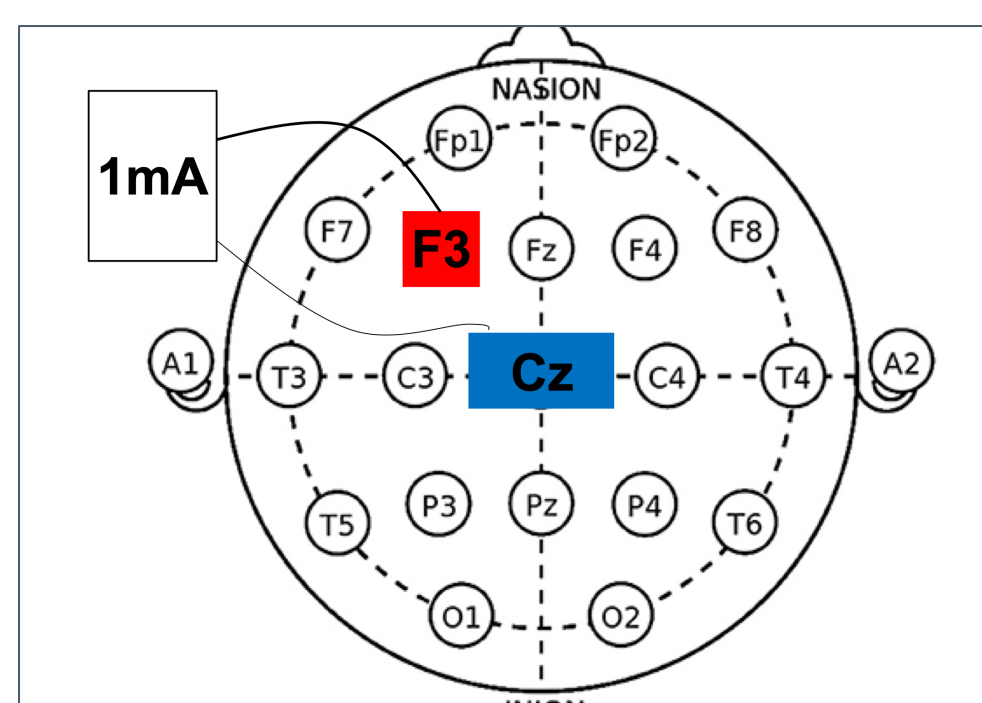 NASION
Fp1 Fp2
1mA
F7 F3 Fz F4 F8
A1 T3 C3 Cz C4 T4 A2
T5 P3 Pz P4 T6
O1 O2
INION